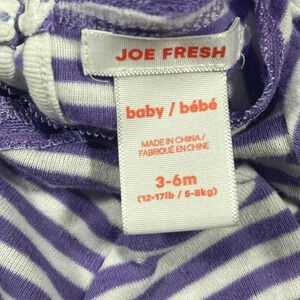 JOE FRESH
baby / bébé
MADE IN CHINA /
FABRIQUÉ EN CHINE
3-6m
(12-17lb / 5-8kg)